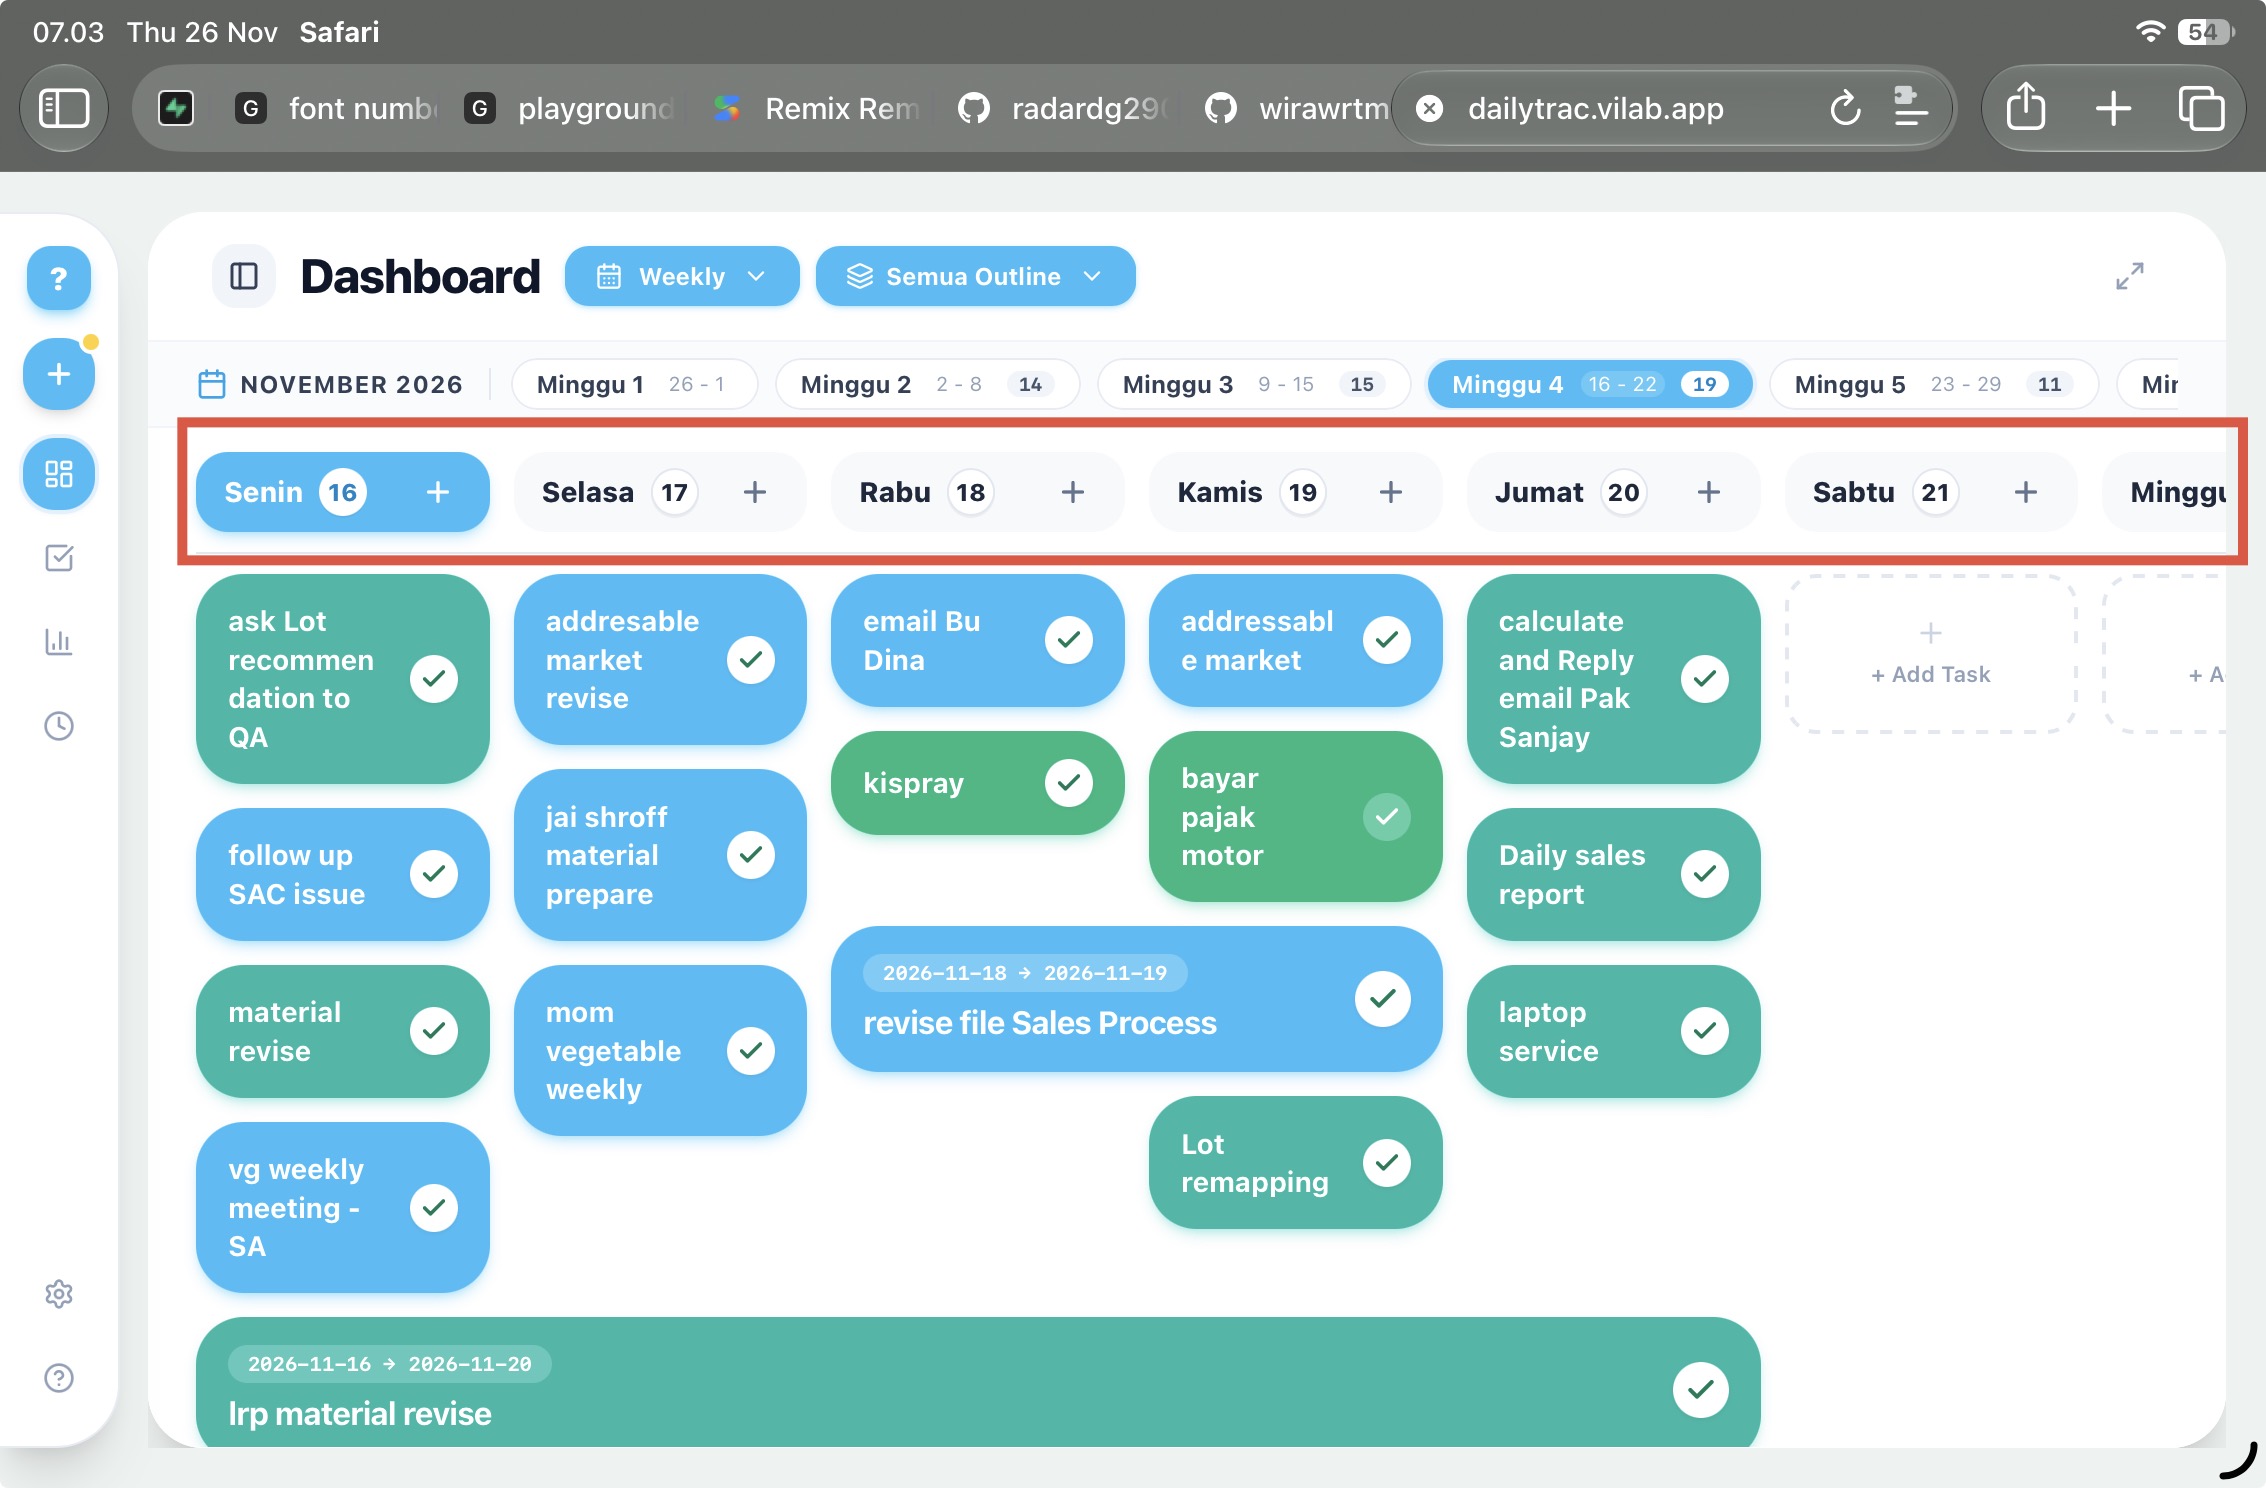 07.03 Thu 26 Nov Safari
54
G font numb
G playground
Remix Rem
radardg290
wirawrtm
dailytrac.vilab.app
?
Dashboard
Weekly
Semua Outline
NOVEMBER 2026
Minggu 1 26 - 1
Minggu 2 2 - 8 14
Minggu 3 9 - 15 15
Minggu 4 16 - 22 19
Minggu 5 23 - 29 11
Senin 16 +
Selasa 17 +
Rabu 18 +
Kamis 19 +
Jumat 20 +
Sabtu 21 +
Minggu
ask Lot
recommen
dation to
QA
follow up
SAC issue
material
revise
vg weekly
meeting -
SA
addresable
market
revise
jai shroff
material
prepare
mom
vegetable
weekly
email Bu
Dina
kispray
addressabl
e market
bayar
pajak
motor
2026-11-18 → 2026-11-19
revise file Sales Process
Lot
remapping
calculate
and Reply
email Pak
Sanjay
Daily sales
report
laptop
service
+
+ Add Task
+ A
2026-11-16 → 2026-11-20
lrp material revise